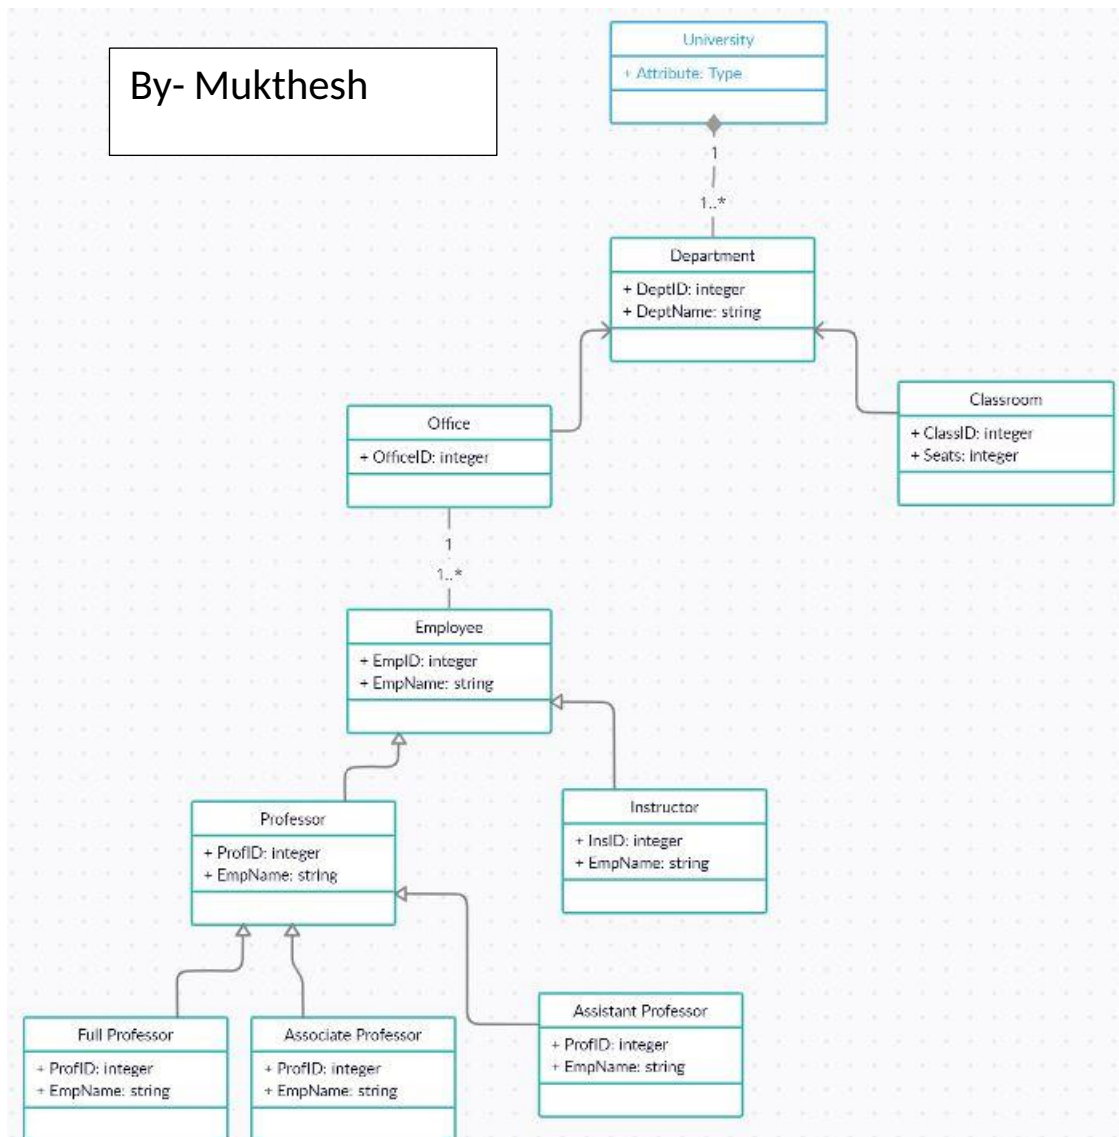 By- Mukthesh
University
+ Attribute: Type
1
1..*
Department
+ DeptID: integer
+ DeptName: string
Classroom
+ ClassID: integer
+ Seats: integer
Office
+ OfficeID: integer
1
1..*
Employee
+ EmpID: integer
+ EmpName: string
Professor
+ ProfID: integer
+ EmpName: string
Instructor
+ InsID: integer
+ EmpName: string
Full Professor
+ ProfID: integer
+ EmpName: string
Associate Professor
+ ProfID: integer
+ EmpName: string
Assistant Professor
+ ProfID: integer
+ EmpName: string